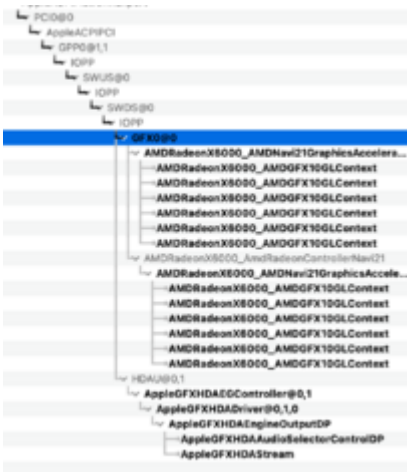 PCI0@0
AppleACPIPCI
GPP0@1,1
IOPP
SWUS@0
IOPP
SWDS@0
IOPP
GFX0@0
AMDRadeonX6000_AMDNavi21GraphicsAccelera...
AMDRadeonX6000_AMDGFX10GLContext
AMDRadeonX6000_AMDGFX10GLContext
AMDRadeonX6000_AMDGFX10GLContext
AMDRadeonX6000_AMDGFX10GLContext
AMDRadeonX6000_AMDGFX10GLContext
AMDRadeonX6000_AMDGFX10GLContext
AMDRadeonX6000_AmdRadeonControllerNavi21
AMDRadeonX6000_AMDNavi21GraphicsAccele...
AMDRadeonX6000_AMDGFX10GLContext
AMDRadeonX6000_AMDGFX10GLContext
AMDRadeonX6000_AMDGFX10GLContext
AMDRadeonX6000_AMDGFX10GLContext
AMDRadeonX6000_AMDGFX10GLContext
AMDRadeonX6000_AMDGFX10GLContext
HDAU@0,1
AppleGFXHDAEGController@0,1
AppleGFXHDADriver@0,1,0
AppleGFXHDAEngineOutputDP
AppleGFXHDAAudioSelectorControlDP
AppleGFXHDAStream